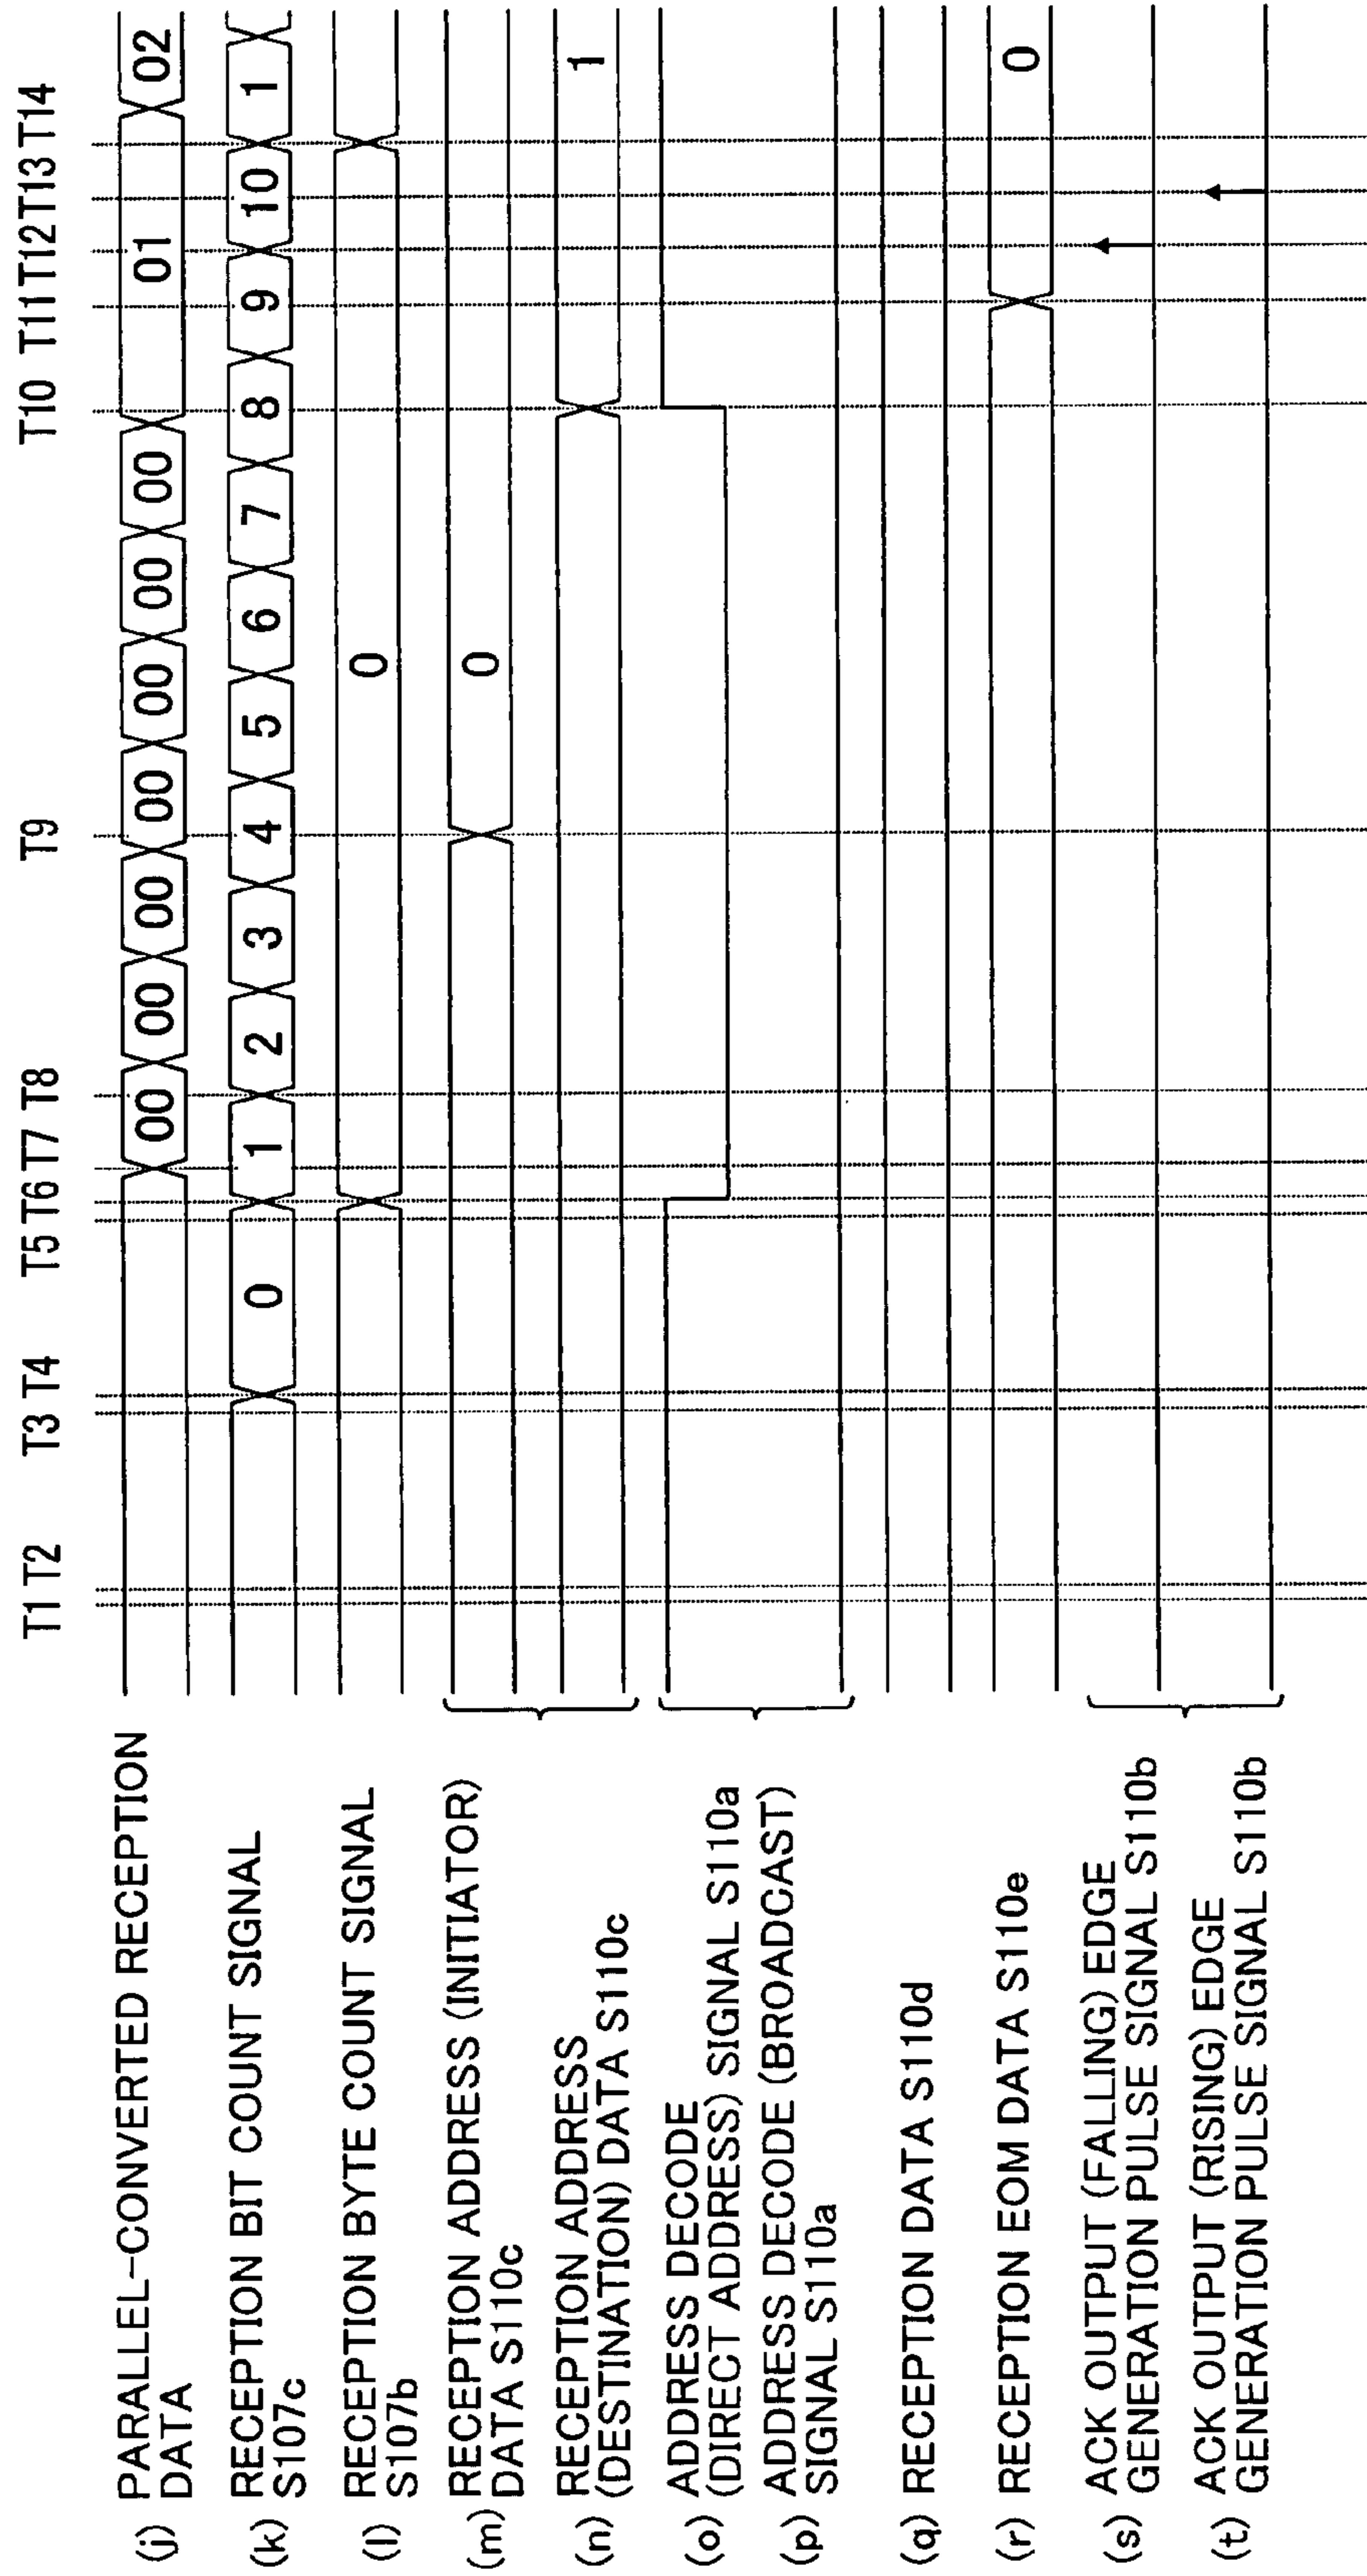 T1 T2 T3 T4 T5 T6 T7 T8 T9 T10 T11 T12 T13 T14
(j) PARALLEL-CONVERTED RECEPTION
DATA
00 00 00 00 00 00 00 01 02
(k) RECEPTION BIT COUNT SIGNAL
S107c
0 1 2 3 4 5 6 7 8 9 10 1
(l) RECEPTION BYTE COUNT SIGNAL
S107b
0
(m) RECEPTION ADDRESS (INITIATOR)
DATA S110c
0
(n) RECEPTION ADDRESS
(DESTINATION) DATA S110c
1
(o) ADDRESS DECODE
(DIRECT ADDRESS) SIGNAL S110a
(p) ADDRESS DECODE (BROADCAST)
SIGNAL S110a
(q) RECEPTION DATA S110d
(r) RECEPTION EOM DATA S110e
0
(s) ACK OUTPUT (FALLING) EDGE
GENERATION PULSE SIGNAL S110b
(t) ACK OUTPUT (RISING) EDGE
GENERATION PULSE SIGNAL S110b